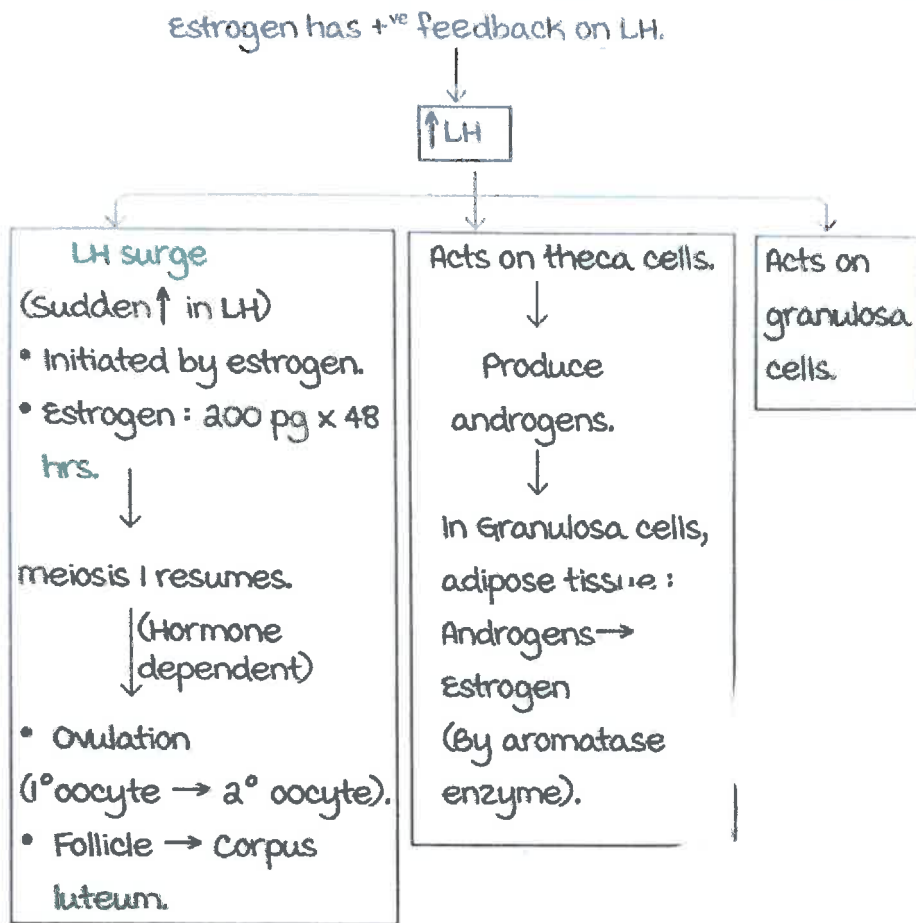 Estrogen has +ve feedback on LH.
↑LH
LH surge
(Sudden ↑ in LH)
• Initiated by estrogen.
• Estrogen : 200 pg x 48
hrs.
meiosis I resumes.
(Hormone
dependent)
• Ovulation
(1° oocyte → 2° oocyte).
• Follicle → Corpus
luteum.
Acts on theca cells.
Produce
androgens.
In Granulosa cells,
adipose tissue :
Androgens→
Estrogen
(By aromatase
enzyme).
Acts on
granulosa
cells.